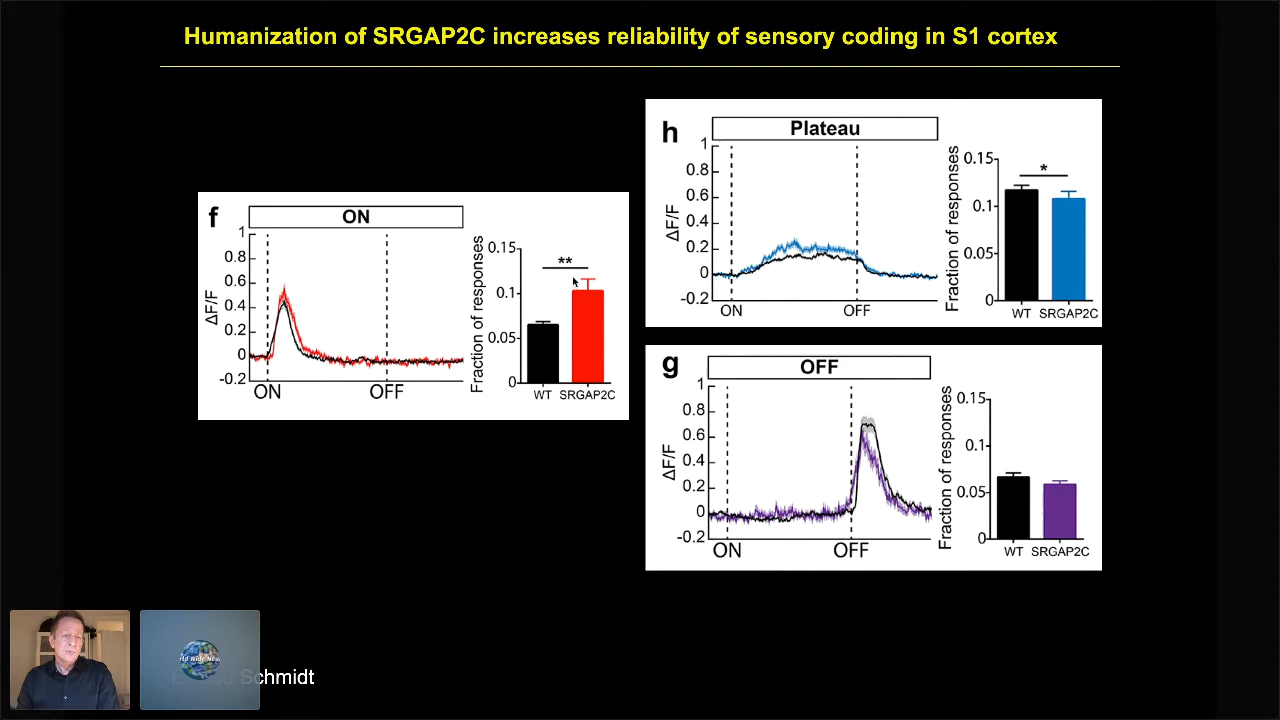 Humanization of SRGAP2C increases reliability of sensory coding in S1 cortex
f
ON
1
0.8
0.6
0.4
0.2
0
-0.2
ΔF/F
ON
OFF
Fraction of responses
0.15
0.1
0.05
0
**
WT
SRGAP2C
h
Plateau
1
0.8
0.6
0.4
0.2
0
-0.2
ΔF/F
ON
OFF
Fraction of responses
0.15
0.1
0.05
0
*
WT
SRGAP2C
g
OFF
1
0.8
0.6
0.4
0.2
0
-0.2
ΔF/F
ON
OFF
Fraction of responses
0.15
0.1
0.05
0
WT
SRGAP2C
Wide
Schmidt